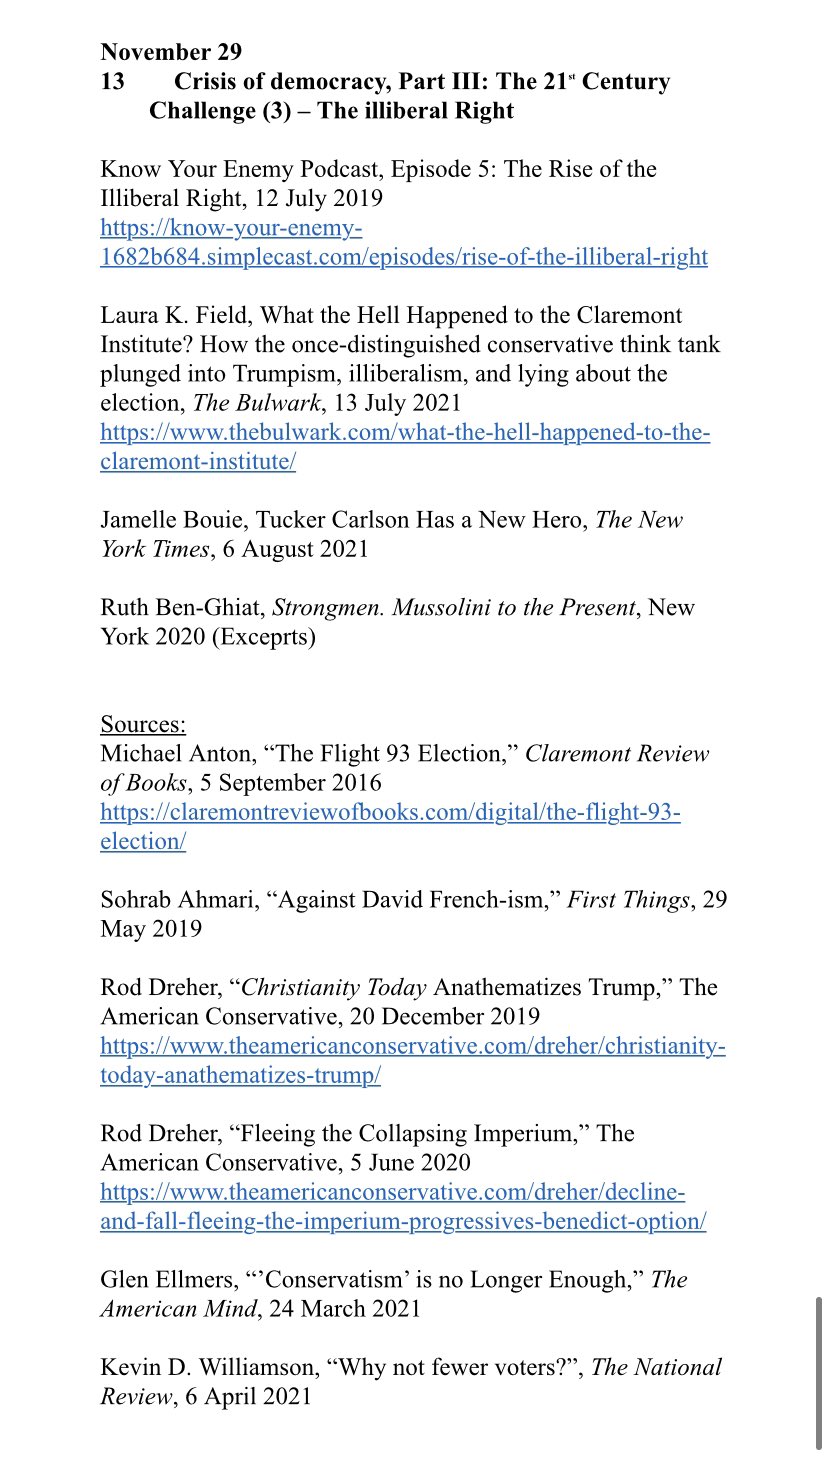 November 29
13 Crisis of democracy, Part III: The 21st Century
Challenge (3) – The illiberal Right
Know Your Enemy Podcast, Episode 5: The Rise of the
Illiberal Right, 12 July 2019
https://know-your-enemy-
1682b684.simplecast.com/episodes/rise-of-the-illiberal-right
Laura K. Field, What the Hell Happened to the Claremont
Institute? How the once-distinguished conservative think tank
plunged into Trumpism, illiberalism, and lying about the
election, The Bulwark, 13 July 2021
https://www.thebulwark.com/what-the-hell-happened-to-the-
claremont-institute/
Jamelle Bouie, Tucker Carlson Has a New Hero, The New
York Times, 6 August 2021
Ruth Ben-Ghiat, Strongmen. Mussolini to the Present, New
York 2020 (Exceprts)
Sources:
Michael Anton, “The Flight 93 Election,” Claremont Review
of Books, 5 September 2016
https://claremontreviewofbooks.com/digital/the-flight-93-
election/
Sohrab Ahmari, “Against David French-ism,” First Things, 29
May 2019
Rod Dreher, “Christianity Today Anathematizes Trump,” The
American Conservative, 20 December 2019
https://www.theamericanconservative.com/dreher/christianity-
today-anathematizes-trump/
Rod Dreher, “Fleeing the Collapsing Imperium,” The
American Conservative, 5 June 2020
https://www.theamericanconservative.com/dreher/decline-
and-fall-fleeing-the-imperium-progressives-benedict-option/
Glen Ellmers, “’Conservatism’ is no Longer Enough,” The
American Mind, 24 March 2021
Kevin D. Williamson, “Why not fewer voters?”, The National
Review, 6 April 2021